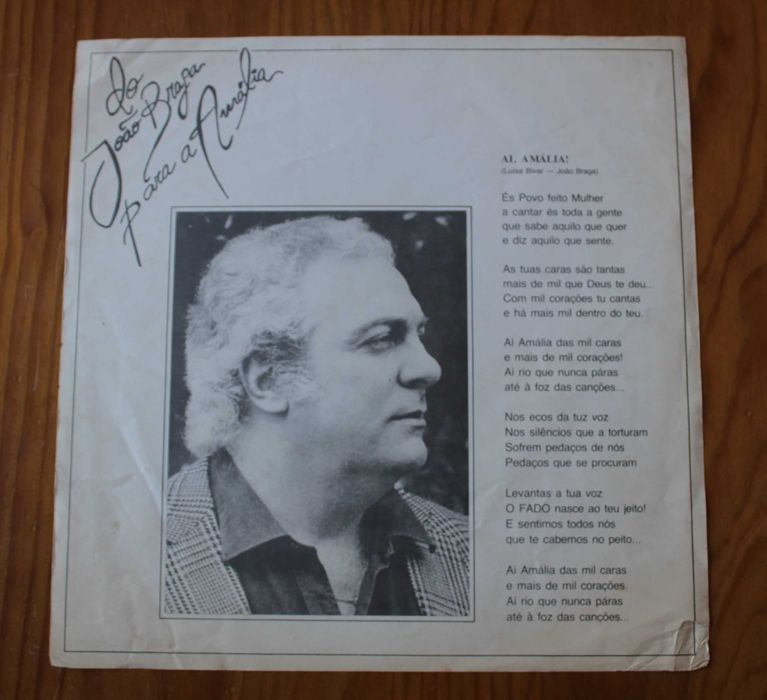 do
João Braga
para a Amália
AI, AMÁLIA!
(Luísa Bivar — João Braga)
És Povo feito Mulher
a cantar és toda a gente
que sabe aquilo que quer
e diz aquilo que sente.
As tuas caras são tantas
mais de mil que Deus te deu...
Com mil corações tu cantas
e há mais mil dentro do teu.
Ai Amália das mil caras
e mais de mil corações!
Ai rio que nunca páras
até à foz das canções...
Nos ecos da tuz voz
Nos silêncios que a torturam
Sofrem pedaços de nós
Pedaços que se procuram
Levantas a tua voz
O FADO nasce ao teu jeito!
E sentimos todos nós
que te cabemos no peito...
Ai Amália das mil caras
e mais de mil corações.
Ai rio que nunca páras
até à foz das canções...